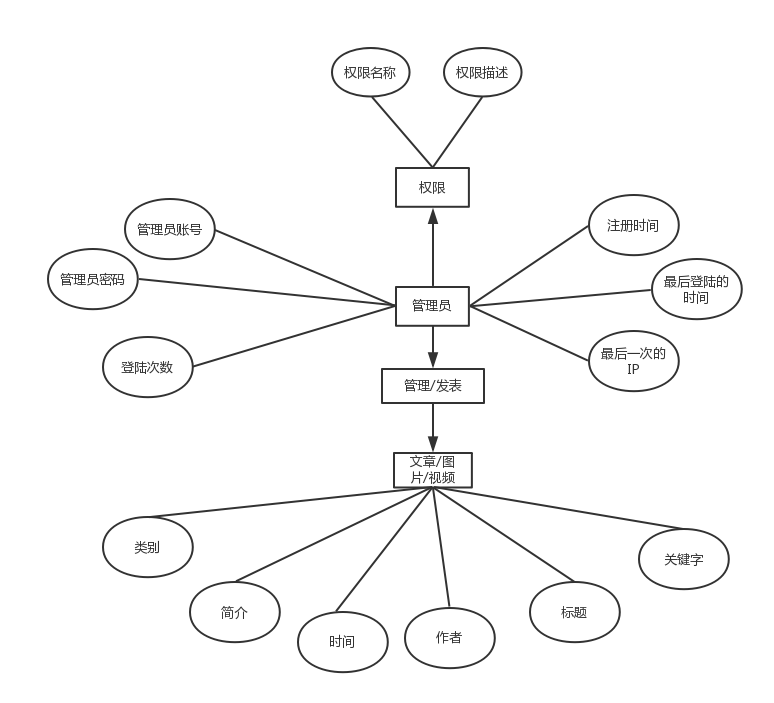 权限名称
权限描述
权限
管理员账号
注册时间
管理员密码
最后登陆的
时间
管理员
登陆次数
最后一次的
IP
管理/发表
文章/图
片/视频
类别
关键字
简介
时间
作者
标题